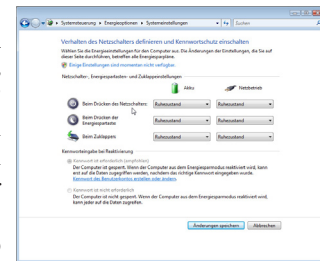 Systemsteuerung ▸ Energieoptionen ▸ Systemeinstellungen
Suchen
Verhalten des Netzschalters definieren und Kennwortschutz einschalten
Wählen Sie die Energieeinstellungen für den Computer aus. Die Änderungen der Einstellungen, die Sie auf
dieser Seite durchführen, betreffen alle Energiesparpläne.
Einige Einstellungen sind momentan nicht verfügbar.
Netzschalter-, Energiespartasten- und Zuklappeinstellungen
Akku Netzbetrieb
Beim Drücken des Netzschalters: Ruhezustand Ruhezustand
Beim Drücken der
Energiespartaste: Ruhezustand Ruhezustand
Beim Zuklappen: Ruhezustand Ruhezustand
Kennworteingabe bei Reaktivierung
Kennwort ist erforderlich (empfohlen)
Der Computer ist gesperrt. Wenn der Computer aus dem Energiesparmodus reaktiviert wird, kann
erst auf die Daten zugegriffen werden, nachdem das richtige Kennwort eingegeben wurde.
Kennwort des Benutzerkontos erstellen oder ändern.
Kennwort ist nicht erforderlich
Der Computer ist nicht gesperrt. Wenn der Computer aus dem Energiesparmodus reaktiviert wird,
kann jeder auf die Daten zugreifen.
Änderungen speichern Abbrechen